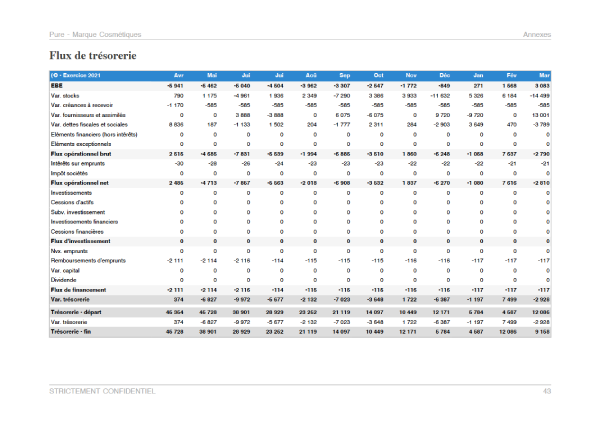 Pure - Marque Cosmétiques Annexes
Flux de trésorerie
(€) - Exercice 2021 Avr Mai Jui Jui Aoû Sep Oct Nov Déc Jan Fév Mar
EBE -5 941 -5 462 -5 040 -4 504 -3 962 -3 307 -2 547 -1 772 -849 271 1 568 3 083
Var. stocks 790 1 175 -4 961 1 936 2 349 -7 290 3 386 3 933 -11 632 5 326 6 184 -14 499
Var. créances à recevoir -1 170 -585 -585 -585 -585 -585 -585 -585 -585 -585 -585 -585
Var. fournisseurs et assimilés 0 0 3 888 -3 888 0 6 075 -6 075 0 9 720 -9 720 0 13 001
Var. dettes fiscales et sociales 8 836 187 -1 133 1 502 204 -1 777 2 311 284 -2 903 3 649 470 -3 789
Eléments financiers (hors intérêts) 0 0 0 0 0 0 0 0 0 0 0 0
Eléments exceptionnels 0 0 0 0 0 0 0 0 0 0 0 0
Flux opérationnel brut 2 516 -4 686 -7 831 -5 539 -1 994 -6 886 -3 510 1 860 -6 248 -1 058 7 637 -2 790
Intérêts sur emprunts -30 -28 -26 -24 -23 -23 -23 -22 -22 -22 -21 -21
Impôt sociétés 0 0 0 0 0 0 0 0 0 0 0 0
Flux opérationnel net 2 486 -4 713 -7 857 -5 563 -2 018 -6 908 -3 532 1 837 -6 270 -1 080 7 616 -2 810
Investissements 0 0 0 0 0 0 0 0 0 0 0 0
Cessions d'actifs 0 0 0 0 0 0 0 0 0 0 0 0
Subv. investissement 0 0 0 0 0 0 0 0 0 0 0 0
Investissements financiers 0 0 0 0 0 0 0 0 0 0 0 0
Cessions financières 0 0 0 0 0 0 0 0 0 0 0 0
Flux d'investissement 0 0 0 0 0 0 0 0 0 0 0 0
Nvx. emprunts 0 0 0 0 0 0 0 0 0 0 0 0
Remboursements d'emprunts -2 111 -2 114 -2 116 -114 -115 -115 -115 -116 -116 -117 -117 -117
Var. capital 0 0 0 0 0 0 0 0 0 0 0 0
Dividende 0 0 0 0 0 0 0 0 0 0 0 0
Flux de financement -2 111 -2 114 -2 116 -114 -115 -115 -116 -116 -116 -117 -117 -117
Var. trésorerie 374 -6 827 -9 972 -5 677 -2 132 -7 023 -3 648 1 722 -6 387 -1 197 7 499 -2 928
Trésorerie - départ 45 354 45 728 38 901 28 929 23 252 21 119 14 097 10 449 12 171 5 784 4 587 12 086
Var. trésorerie 374 -6 827 -9 972 -5 677 -2 132 -7 023 -3 648 1 722 -6 387 -1 197 7 499 -2 928
Trésorerie - fin 45 728 38 901 28 929 23 252 21 119 14 097 10 449 12 171 5 784 4 587 12 086 9 158
STRICTEMENT CONFIDENTIEL 43